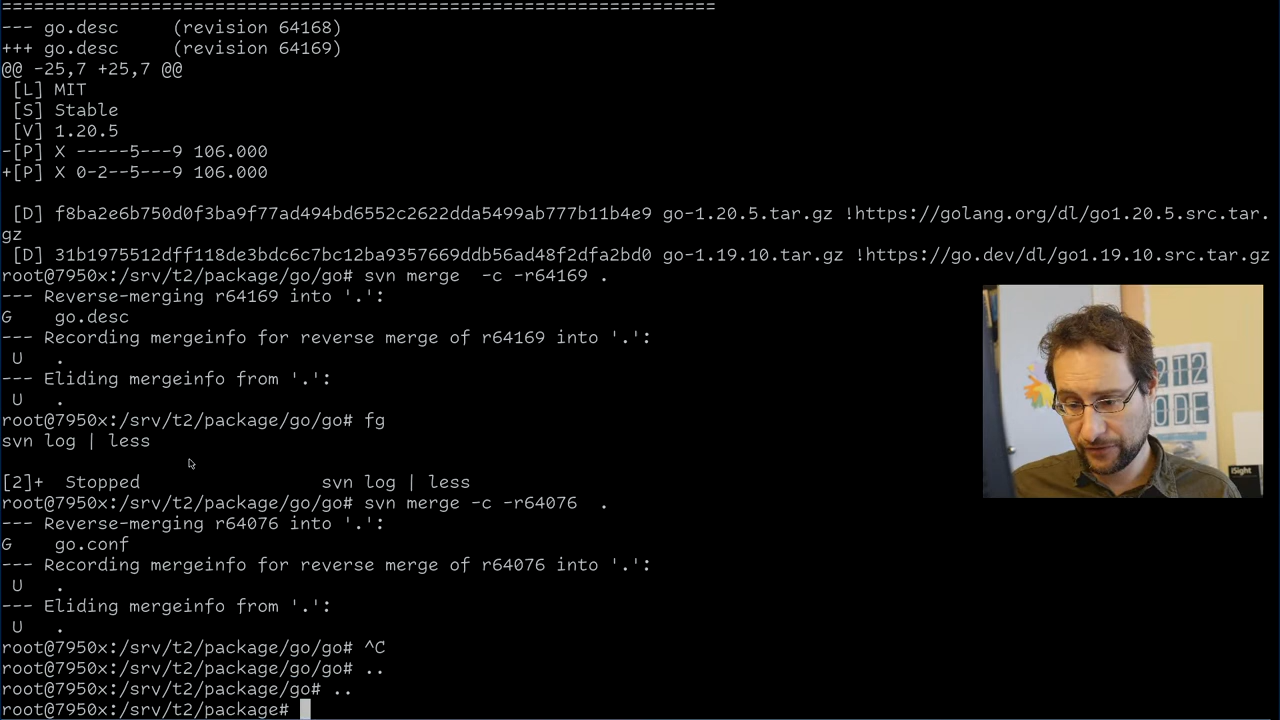 ====================================================================
--- go.desc     (revision 64168)
+++ go.desc     (revision 64169)
@@ -25,7 +25,7 @@
 [L] MIT
 [S] Stable
 [V] 1.20.5
-[P] X -----5---9 106.000
+[P] X 0-2--5---9 106.000
 [D] f8ba2e6b750d0f3ba9f77ad494bd6552c2622dda5499ab777b11b4e9 go-1.20.5.tar.gz !https://golang.org/dl/go1.20.5.src.tar.
gz
 [D] 31b1975512dff118de3bdc6c7bc12ba9357669ddb56ad48f2dfa2bd0 go-1.19.10.tar.gz !https://go.dev/dl/go1.19.10.src.tar.gz
root@7950x:/srv/t2/package/go/go# svn merge  -c -r64169 .
--- Reverse-merging r64169 into '.':
G    go.desc
--- Recording mergeinfo for reverse merge of r64169 into '.':
 U   .
--- Eliding mergeinfo from '.':
 U   .
root@7950x:/srv/t2/package/go/go# fg
svn log | less
[2]+  Stopped                 svn log | less
root@7950x:/srv/t2/package/go/go# svn merge -c -r64076  .
--- Reverse-merging r64076 into '.':
G    go.conf
--- Recording mergeinfo for reverse merge of r64076 into '.':
 U   .
--- Eliding mergeinfo from '.':
 U   .
root@7950x:/srv/t2/package/go/go# ^C
root@7950x:/srv/t2/package/go/go# ..
root@7950x:/srv/t2/package/go# ..
root@7950x:/srv/t2/package#
iSight